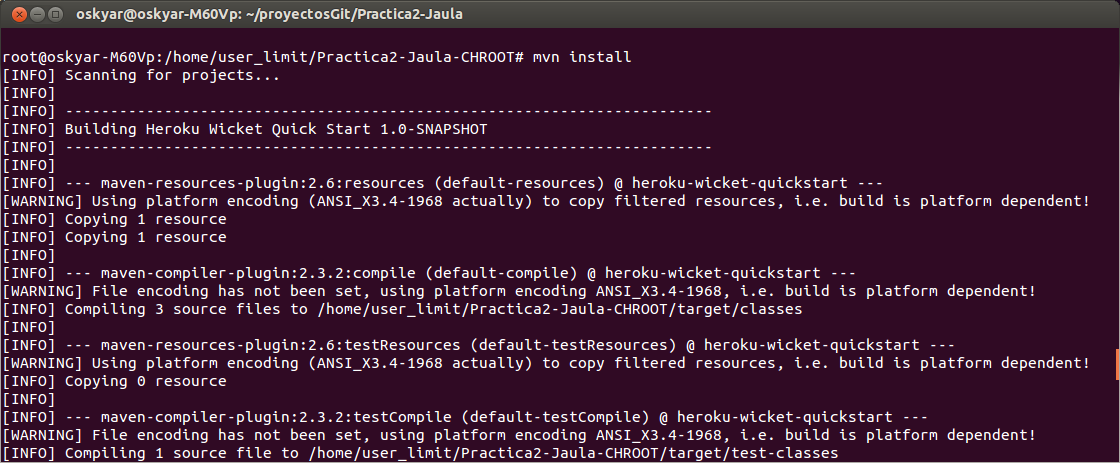 oskyar@oskyar-M60Vp: ~/proyectosGit/Practica2-Jaula
root@oskyar-M60Vp:/home/user_limit/Practica2-Jaula-CHROOT# mvn install
[INFO] Scanning for projects...
[INFO]
[INFO] ------------------------------------------------------------------------
[INFO] Building Heroku Wicket Quick Start 1.0-SNAPSHOT
[INFO] ------------------------------------------------------------------------
[INFO]
[INFO] --- maven-resources-plugin:2.6:resources (default-resources) @ heroku-wicket-quickstart ---
[WARNING] Using platform encoding (ANSI_X3.4-1968 actually) to copy filtered resources, i.e. build is platform dependent!
[INFO] Copying 1 resource
[INFO] Copying 1 resource
[INFO]
[INFO] --- maven-compiler-plugin:2.3.2:compile (default-compile) @ heroku-wicket-quickstart ---
[WARNING] File encoding has not been set, using platform encoding ANSI_X3.4-1968, i.e. build is platform dependent!
[INFO] Compiling 3 source files to /home/user_limit/Practica2-Jaula-CHROOT/target/classes
[INFO]
[INFO] --- maven-resources-plugin:2.6:testResources (default-testResources) @ heroku-wicket-quickstart ---
[WARNING] Using platform encoding (ANSI_X3.4-1968 actually) to copy filtered resources, i.e. build is platform dependent!
[INFO] Copying 0 resource
[INFO]
[INFO] --- maven-compiler-plugin:2.3.2:testCompile (default-testCompile) @ heroku-wicket-quickstart ---
[WARNING] File encoding has not been set, using platform encoding ANSI_X3.4-1968, i.e. build is platform dependent!
[INFO] Compiling 1 source file to /home/user_limit/Practica2-Jaula-CHROOT/target/test-classes